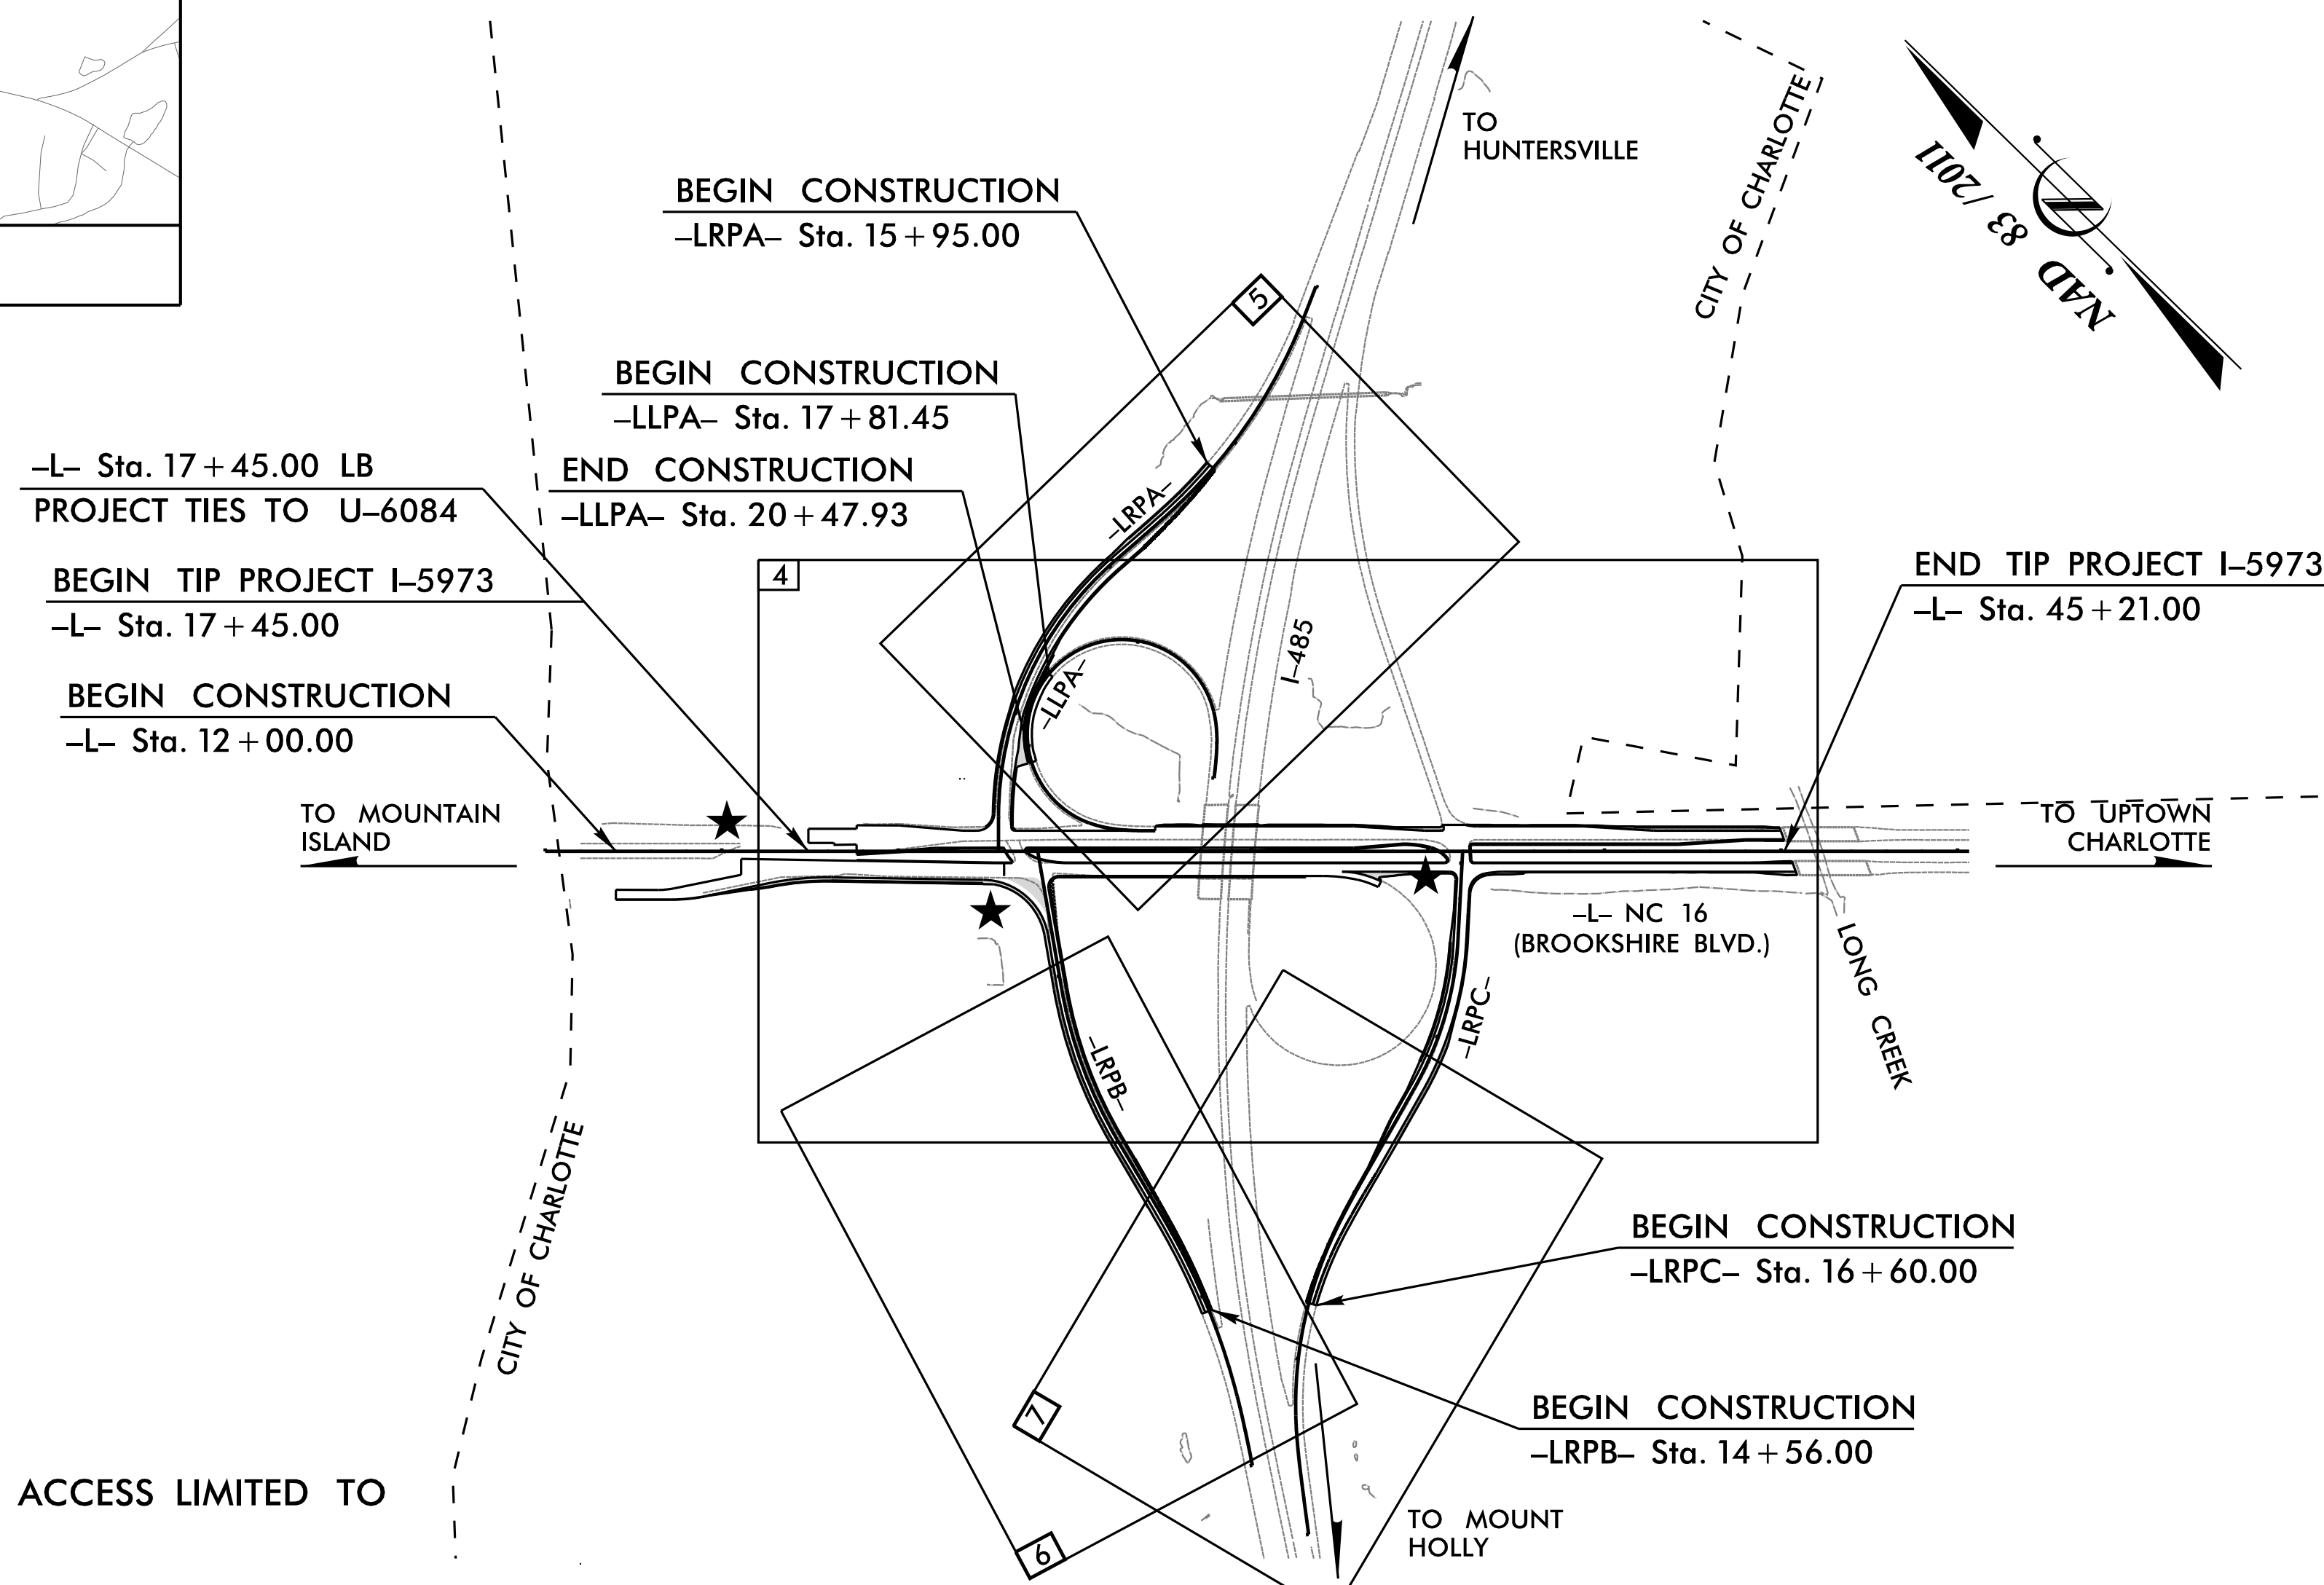 TO
HUNTERSVILLE
CITY OF CHARLOTTE
NAD 83 / 2011
BEGIN CONSTRUCTION
–LRPA– Sta. 15+95.00
5
BEGIN CONSTRUCTION
–LLPA– Sta. 17+81.45
–L– Sta. 17+45.00 LB
PROJECT TIES TO U–6084
END CONSTRUCTION
–LLPA– Sta. 20+47.93
–LRPA–
BEGIN TIP PROJECT I–5973
–L– Sta. 17+45.00
4
END TIP PROJECT I–5973
–L– Sta. 45+21.00
I–485
–LLPA–
BEGIN CONSTRUCTION
–L– Sta. 12+00.00
TO MOUNTAIN
ISLAND
TO UPTOWN
CHARLOTTE
–L– NC 16
(BROOKSHIRE BLVD.)
LONG CREEK
–LRPC–
–LRPB–
CITY OF CHARLOTTE
BEGIN CONSTRUCTION
–LRPC– Sta. 16+60.00
7
BEGIN CONSTRUCTION
–LRPB– Sta. 14+56.00
ACCESS LIMITED TO
6
TO MOUNT
HOLLY